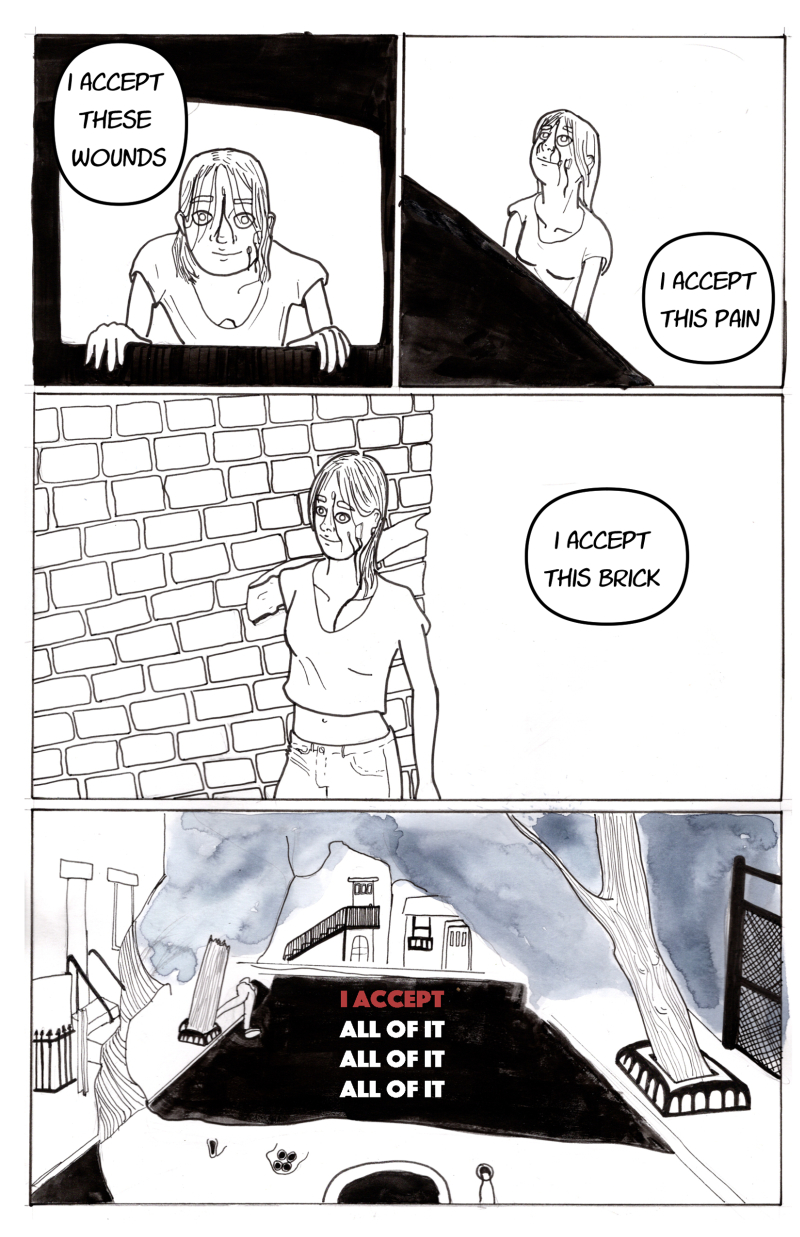 I ACCEPT
THESE
WOUNDS
I ACCEPT
THIS PAIN
I ACCEPT
THIS BRICK
I ACCEPT
ALL OF IT
ALL OF IT
ALL OF IT